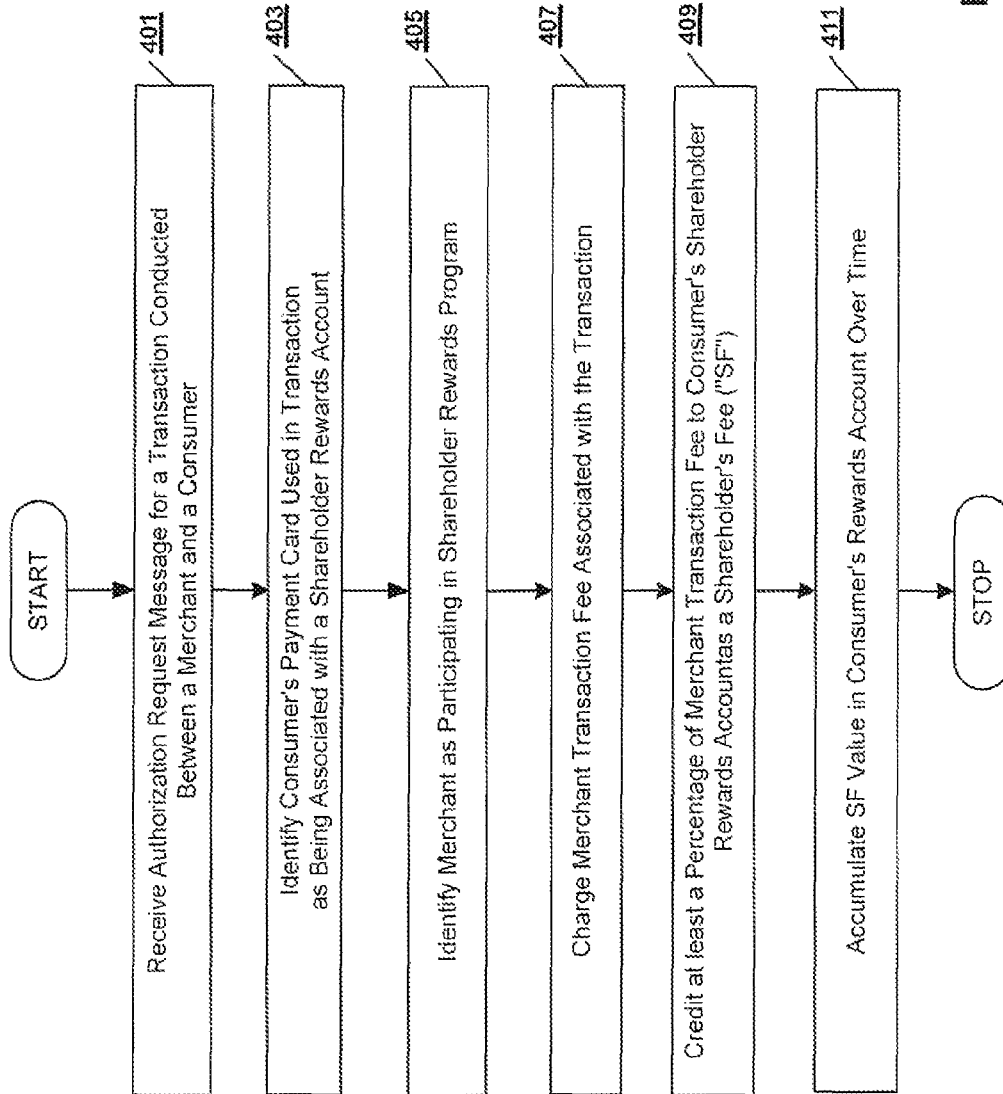 START
Receive Authorization Request Message for a Transaction Conducted
Between a Merchant and a Consumer
401
Identify Consumer's Payment Card Used in Transaction
as Being Associated with a Shareholder Rewards Account
403
Identify Merchant as Participating in Shareholder Rewards Program
405
Charge Merchant Transaction Fee Associated with the Transaction
407
Credit at least a Percentage of Merchant Transaction Fee to Consumer's Shareholder
Rewards Accountas a Shareholder's Fee ("SF")
409
Accumulate SF Value in Consumer's Rewards Account Over Time
411
STOP